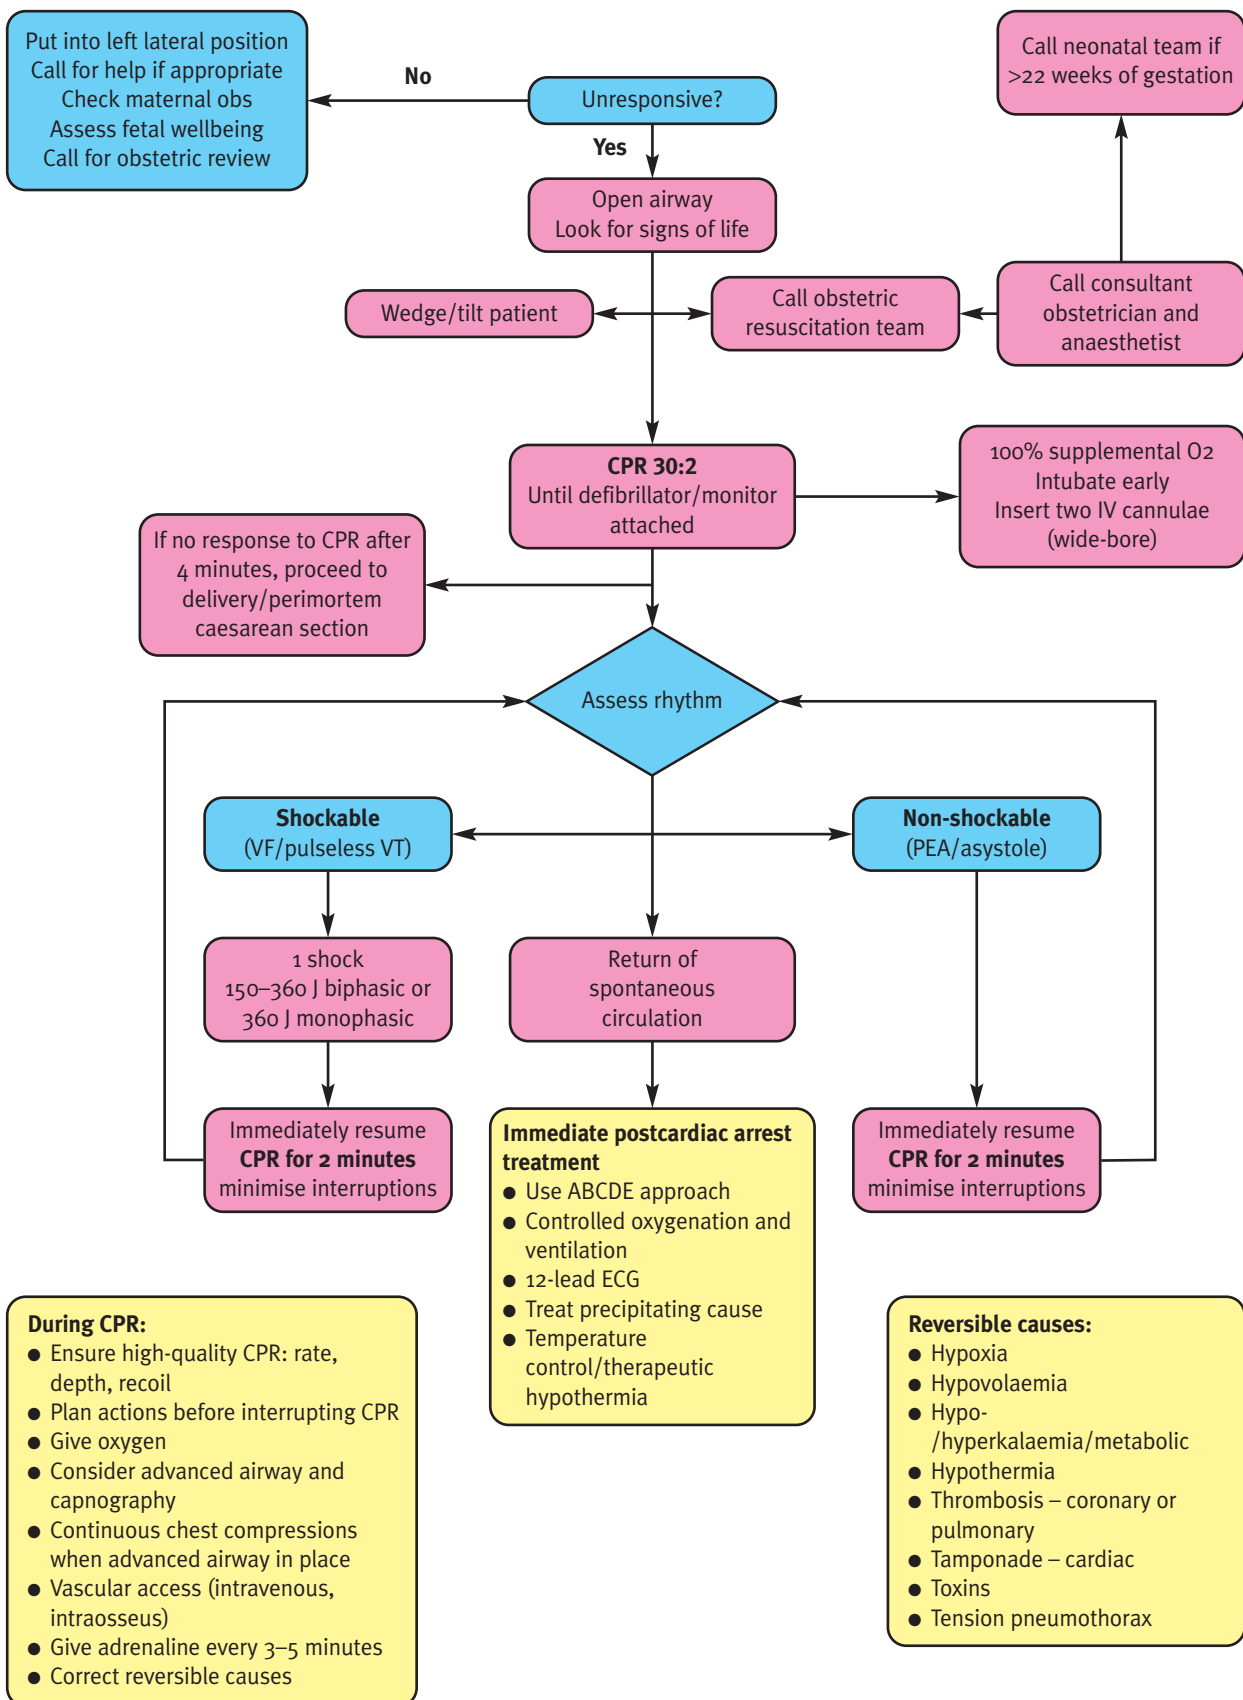 Put into left lateral position
Call for help if appropriate
Check maternal obs
Assess fetal wellbeing
Call for obstetric review
No
Unresponsive?
Call neonatal team if
>22 weeks of gestation
Yes
Open airway
Look for signs of life
Wedge/tilt patient
Call obstetric
resuscitation team
Call consultant
obstetrician and
anaesthetist
CPR 30:2
Until defibrillator/monitor
attached
100% supplemental O2
Intubate early
Insert two IV cannulae
(wide-bore)
If no response to CPR after
4 minutes, proceed to
delivery/perimortem
caesarean section
Assess rhythm
Shockable
(VF/pulseless VT)
Non-shockable
(PEA/asystole)
1 shock
150–360 J biphasic or
360 J monophasic
Return of
spontaneous
circulation
Immediately resume
CPR for 2 minutes
minimise interruptions
Immediate postcardiac arrest
treatment
● Use ABCDE approach
● Controlled oxygenation and
ventilation
● 12-lead ECG
● Treat precipitating cause
● Temperature
control/therapeutic
hypothermia
Immediately resume
CPR for 2 minutes
minimise interruptions
During CPR:
● Ensure high-quality CPR: rate,
depth, recoil
● Plan actions before interrupting CPR
● Give oxygen
● Consider advanced airway and
capnography
● Continuous chest compressions
when advanced airway in place
● Vascular access (intravenous,
intraosseus)
● Give adrenaline every 3–5 minutes
● Correct reversible causes
Reversible causes:
● Hypoxia
● Hypovolaemia
● Hypo-
/hyperkalaemia/metabolic
● Hypothermia
● Thrombosis – coronary or
pulmonary
● Tamponade – cardiac
● Toxins
● Tension pneumothorax